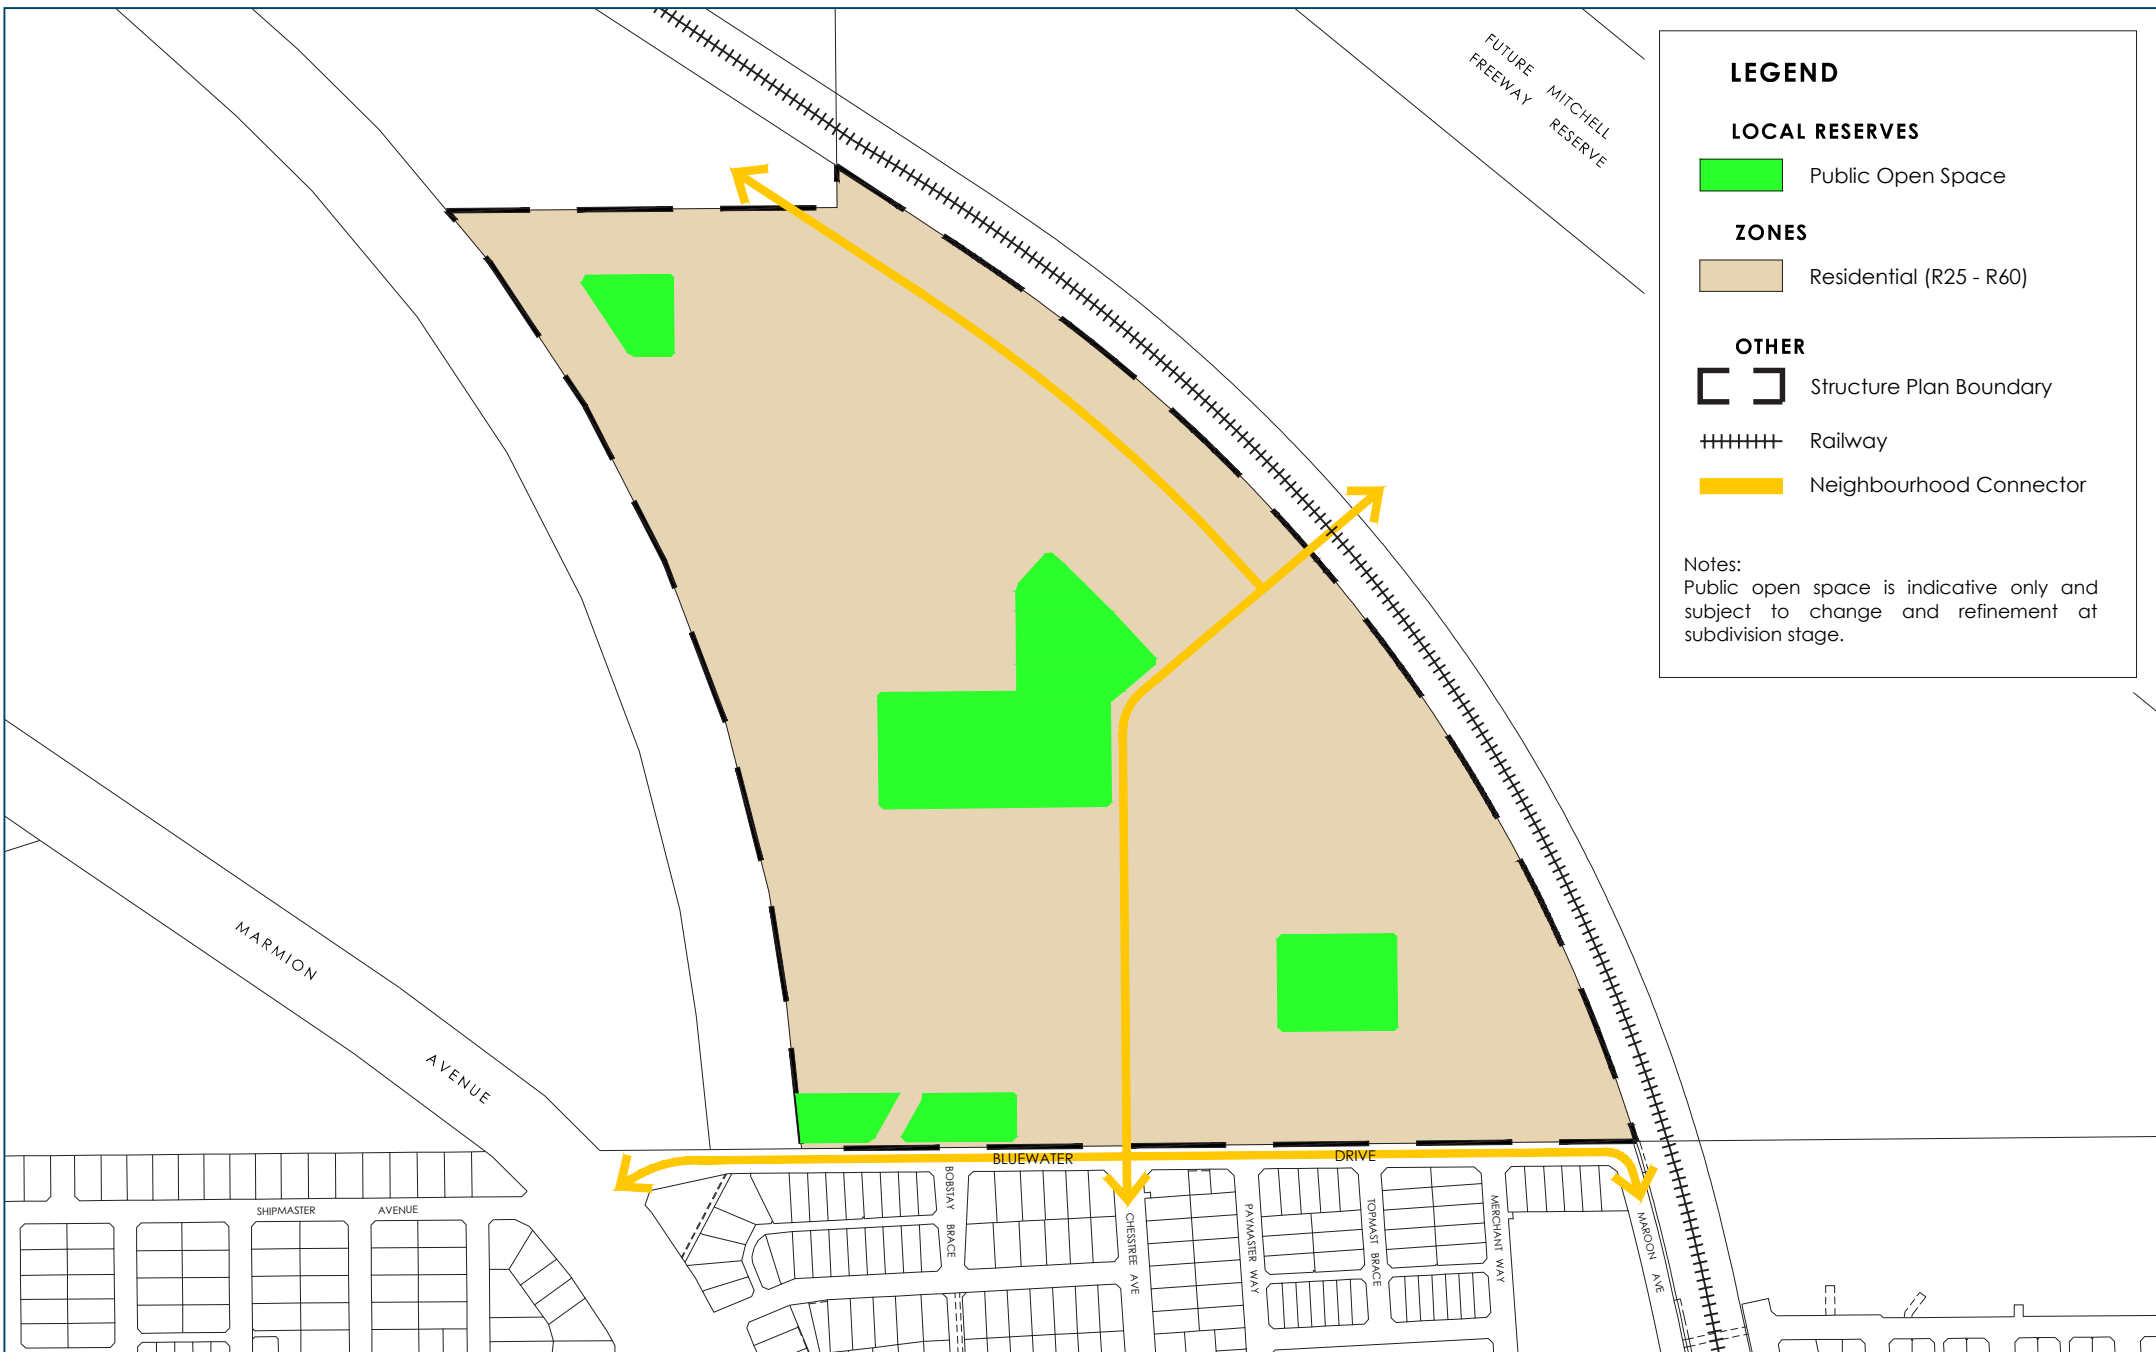 FUTURE MITCHELL
FREEWAY RESERVE
LEGEND
LOCAL RESERVES
Public Open Space
ZONES
Residential (R25 - R60)
OTHER
Structure Plan Boundary
Railway
Neighbourhood Connector
Notes:
Public open space is indicative only and
subject to change and refinement at
subdivision stage.
MARMION
AVENUE
BLUEWATER DRIVE
SHIPMASTER AVENUE
BOBSTAY BRACE
CHESSTREE AVE
PAYMASTER WAY
TOPMAST BRACE
MERCHANT WAY
MAROON AVE